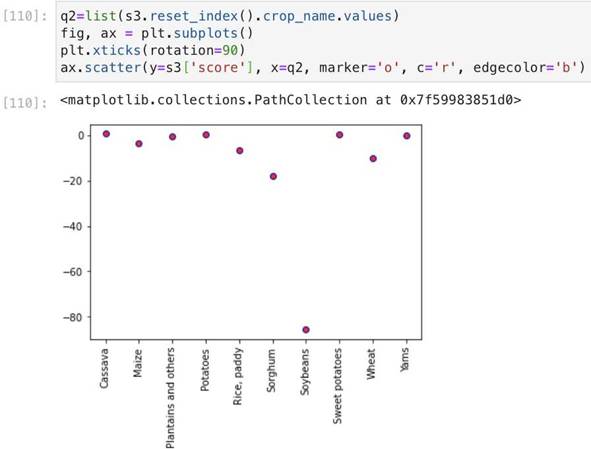 [110]: q2=list(s3.reset_index().crop_name.values)
fig, ax = plt.subplots()
plt.xticks(rotation=90)
ax.scatter(y=s3['score'], x=q2, marker='o', c='r', edgecolor='b')
[110]: <matplotlib.collections.PathCollection at 0x7f59983851d0>
0
−20
−40
−60
−80
Cassava
Maize
Plantains and others
Potatoes
Rice, paddy
Sorghum
Soybeans
Sweet potatoes
Wheat
Yams